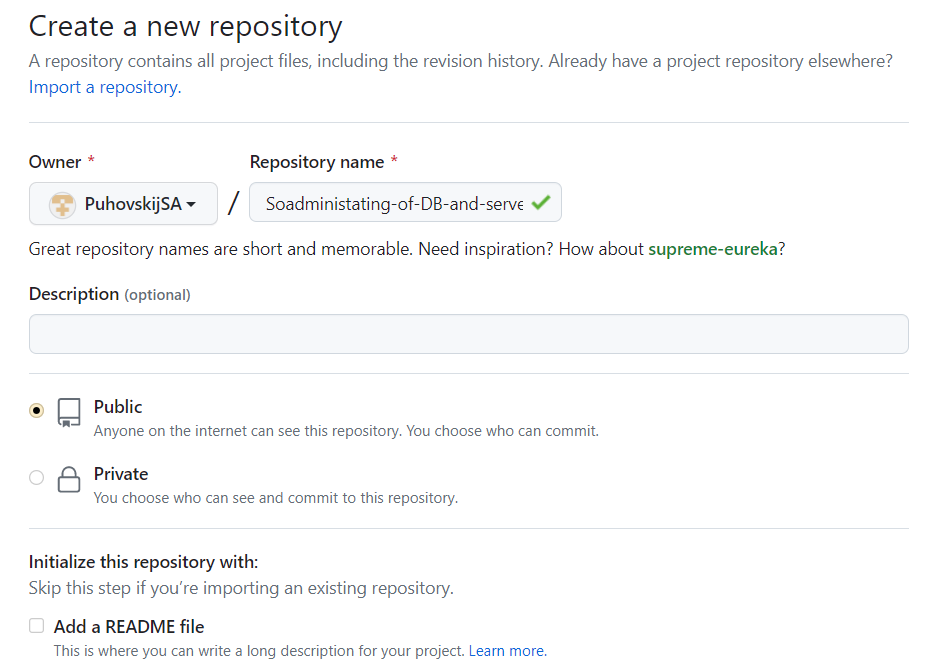 Create a new repository
A repository contains all project files, including the revision history. Already have a project repository elsewhere?
Import a repository.
Owner * Repository name *
PuhovskijSA / Soadministating-of-DB-and-serve
Great repository names are short and memorable. Need inspiration? How about supreme-eureka?
Description (optional)
Public
Anyone on the internet can see this repository. You choose who can commit.
Private
You choose who can see and commit to this repository.
Initialize this repository with:
Skip this step if you’re importing an existing repository.
Add a README file
This is where you can write a long description for your project. Learn more.